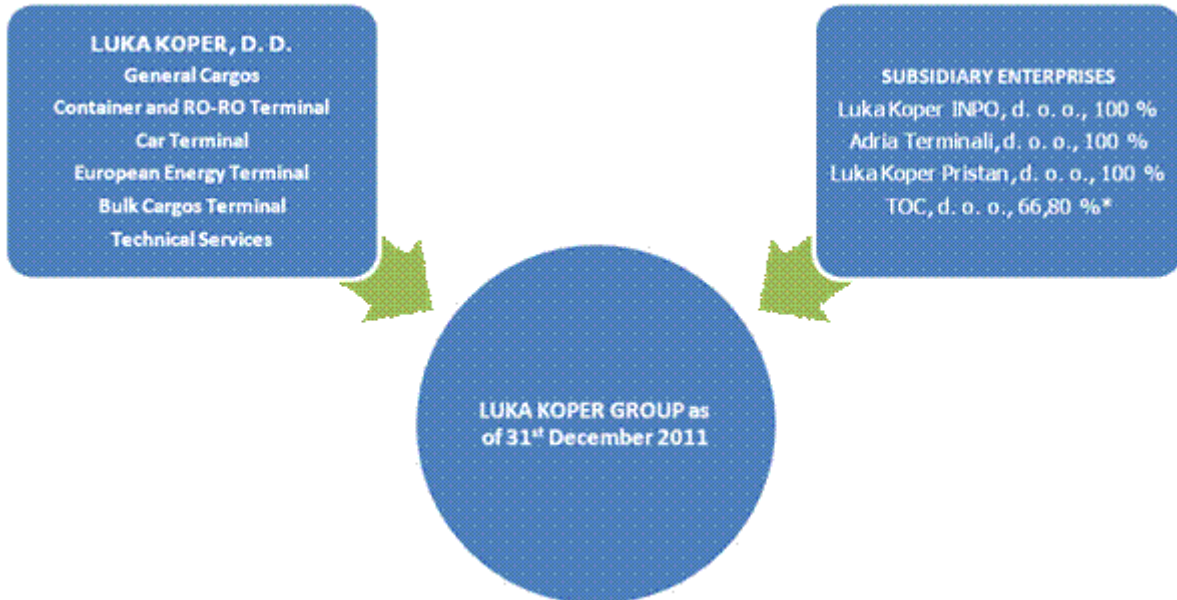 LUKA KOPER, D. D.
General Cargos
Container and RO-RO Terminal
Car Terminal
European Energy Terminal
Bulk Cargos Terminal
Technical Services
SUBSIDIARY ENTERPRISES
Luka Koper INPO, d. o. o., 100 %
Adria Terminali, d. o. o., 100 %
Luka Koper Pristan, d. o. o., 100 %
TOC, d. o. o., 66,80 %*
LUKA KOPER GROUP as
of 31st December 2011